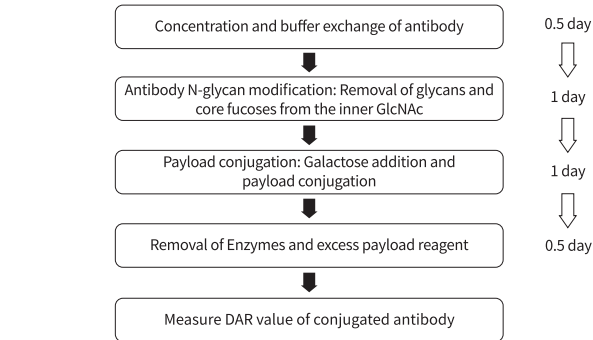 Concentration and buffer exchange of antibody
0.5 day
Antibody N-glycan modification: Removal of glycans and
core fucoses from the inner GlcNAc
1 day
Payload conjugation: Galactose addition and
payload conjugation
1 day
Removal of Enzymes and excess payload reagent
0.5 day
Measure DAR value of conjugated antibody